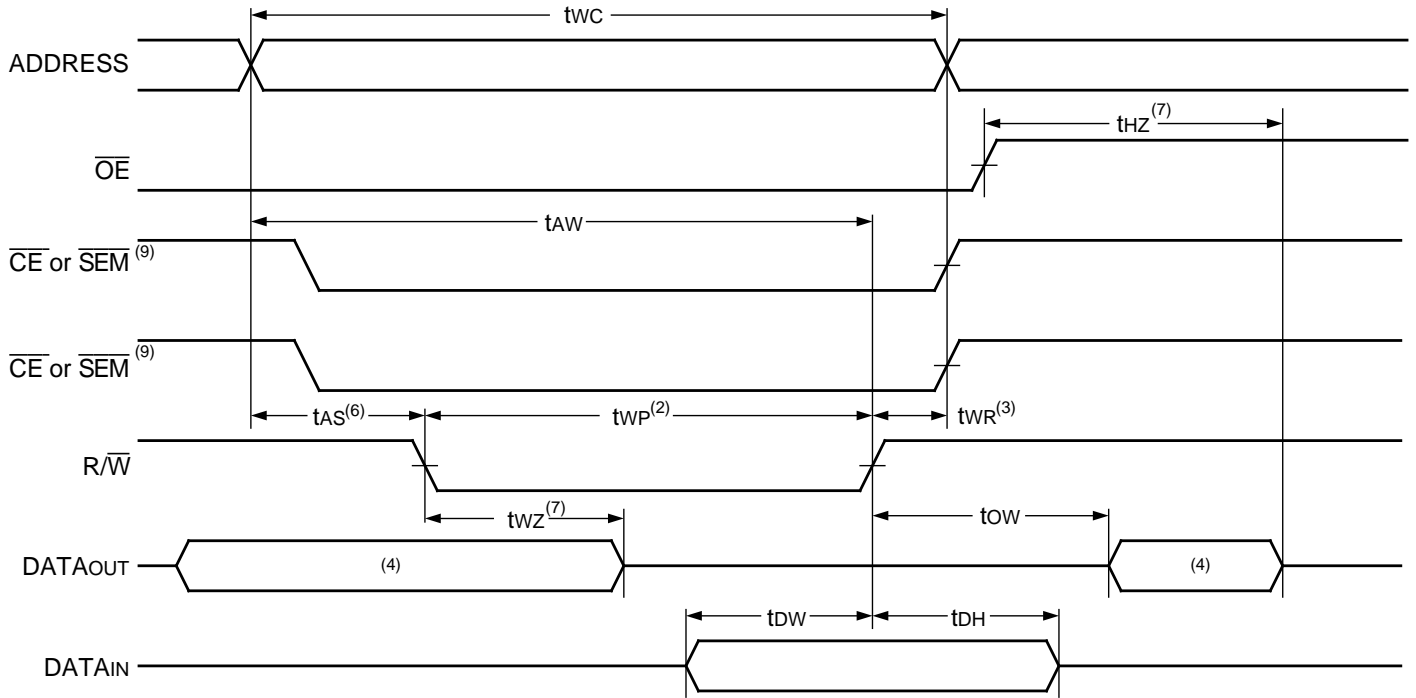 tWC
ADDRESS
tHZ(7)
OE
tAW
CE or SEM (9)
CE or SEM (9)
tAS(6) tWP(2) tWR(3)
R/W
tWZ(7) tOW
DATAOUT (4) (4)
tDW tDH
DATAIN